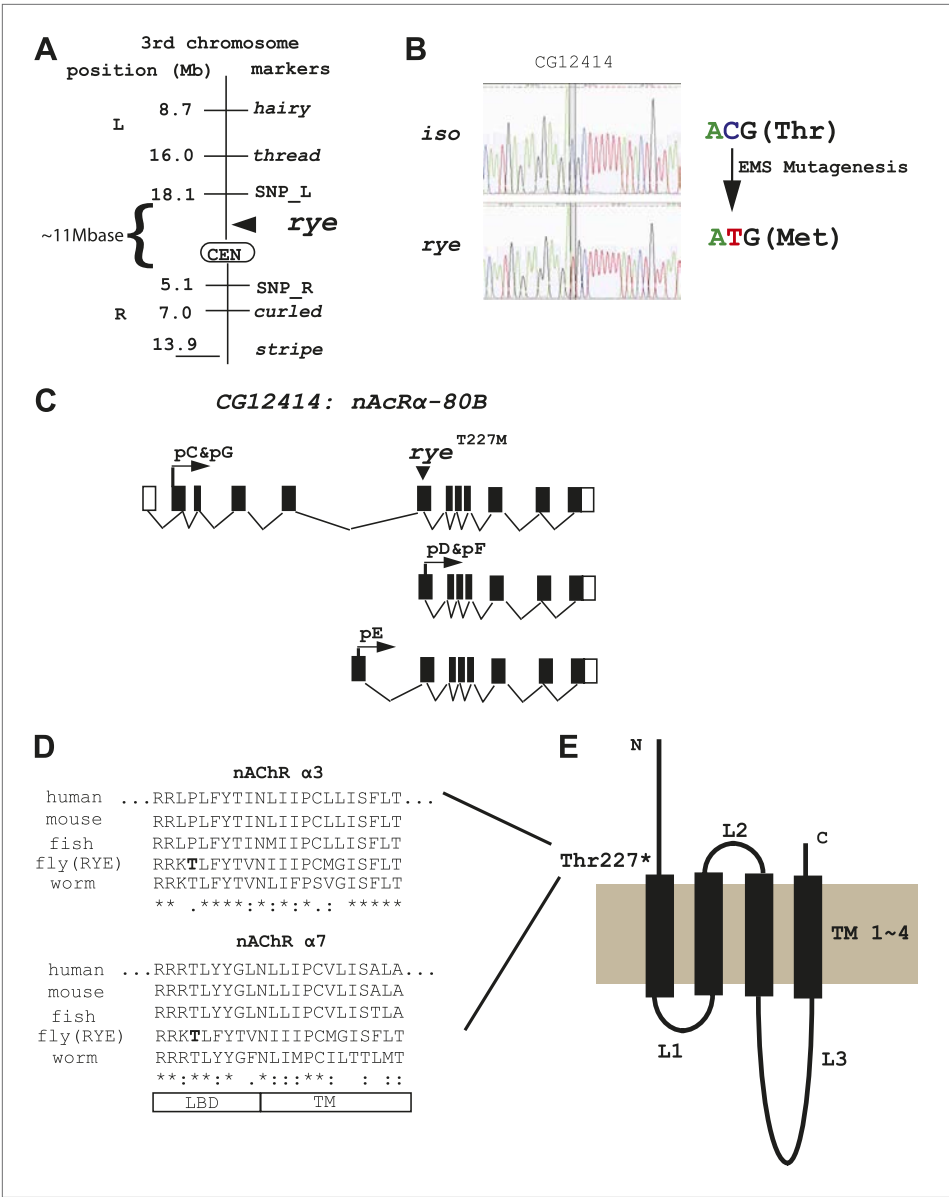 A
3rd chromosome
position (Mb)
markers
8.7
hairy
L
16.0
thread
18.1
SNP_L
~11Mbase
{
rye
CEN
5.1
SNP_R
R
7.0
curled
13.9
stripe
B
CG12414
iso
ACG(Thr)
EMS Mutagenesis
rye
ATG(Met)
C
CG12414: nAcRα-80B
pC&pG
rye T227M
pD&pF
pE
D
nAChR α3
human ...RRLPLFYTINLIIPCLLISFLT...
mouse RRLPLFYTINLIIPCLLISFLT
fish RRLPLFYTINMIIPCLLISFLT
fly(RYE) RRKTLFYTVNIIIPCMGISFLT
worm RRKTLFYTVNLIFPSVGISFLT
** .****:*:*:*.: *****
nAChR α7
human ...RRRTLYYGLNLLIPCVLISALA...
mouse RRRTLYYGLNLLIPCVLISALA
fish RRRTLYYGLNLLIPCVLISTLA
fly(RYE) RRKTLFYTVNIIIPCMGISFLT
worm RRRTLYYGFNLIMPCILTTLMT
**:**:* .*:::**: : ::
LBD TM
E
N
L2
C
Thr227*
TM 1~4
L1
L3